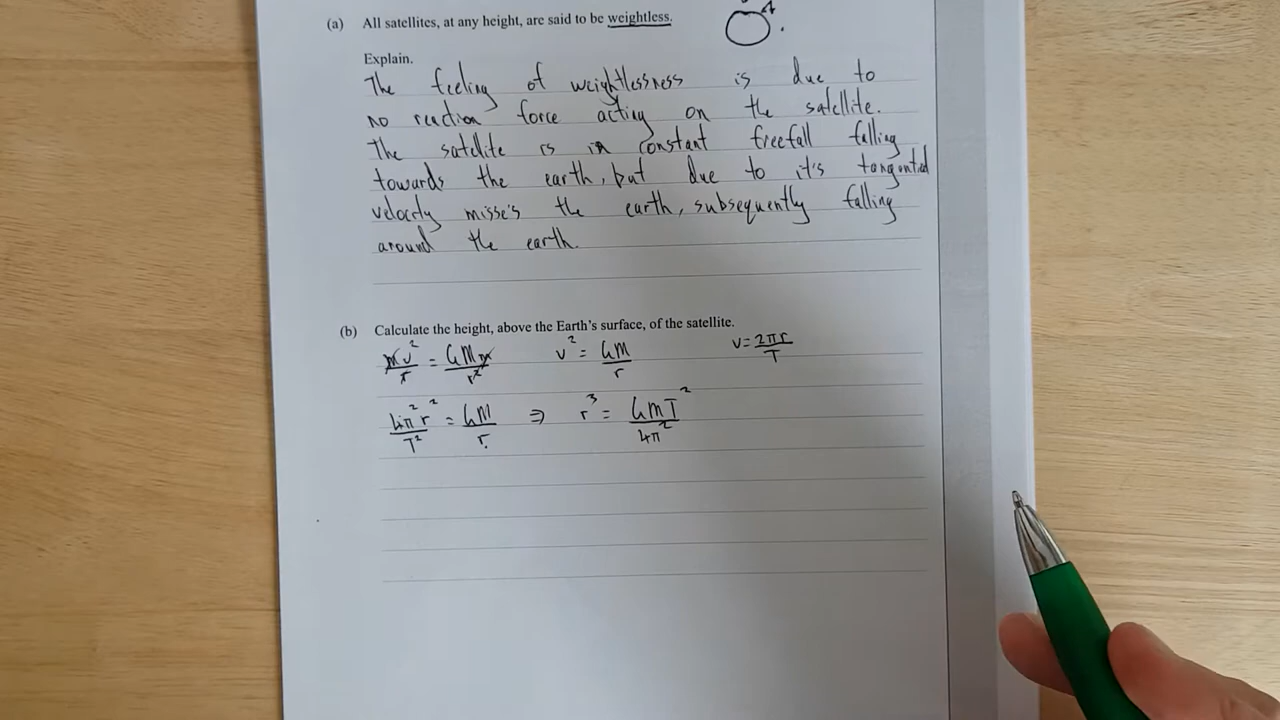 (a) All satellites, at any height, are said to be weightless.
Explain.
The feeling of weightlessness is due to
no reaction force acting on the satellite.
The satellite is in constant freefall falling
towards the earth, but due to it's tangential
velocity misse's the earth, subsequently falling
around the earth.
(b) Calculate the height, above the Earth's surface, of the satellite.
mv²/r = GMm/r² v² = GM/r v = 2πr/T
4π²r²/T² = GM/r ⇒ r³ = GMT²/4π²